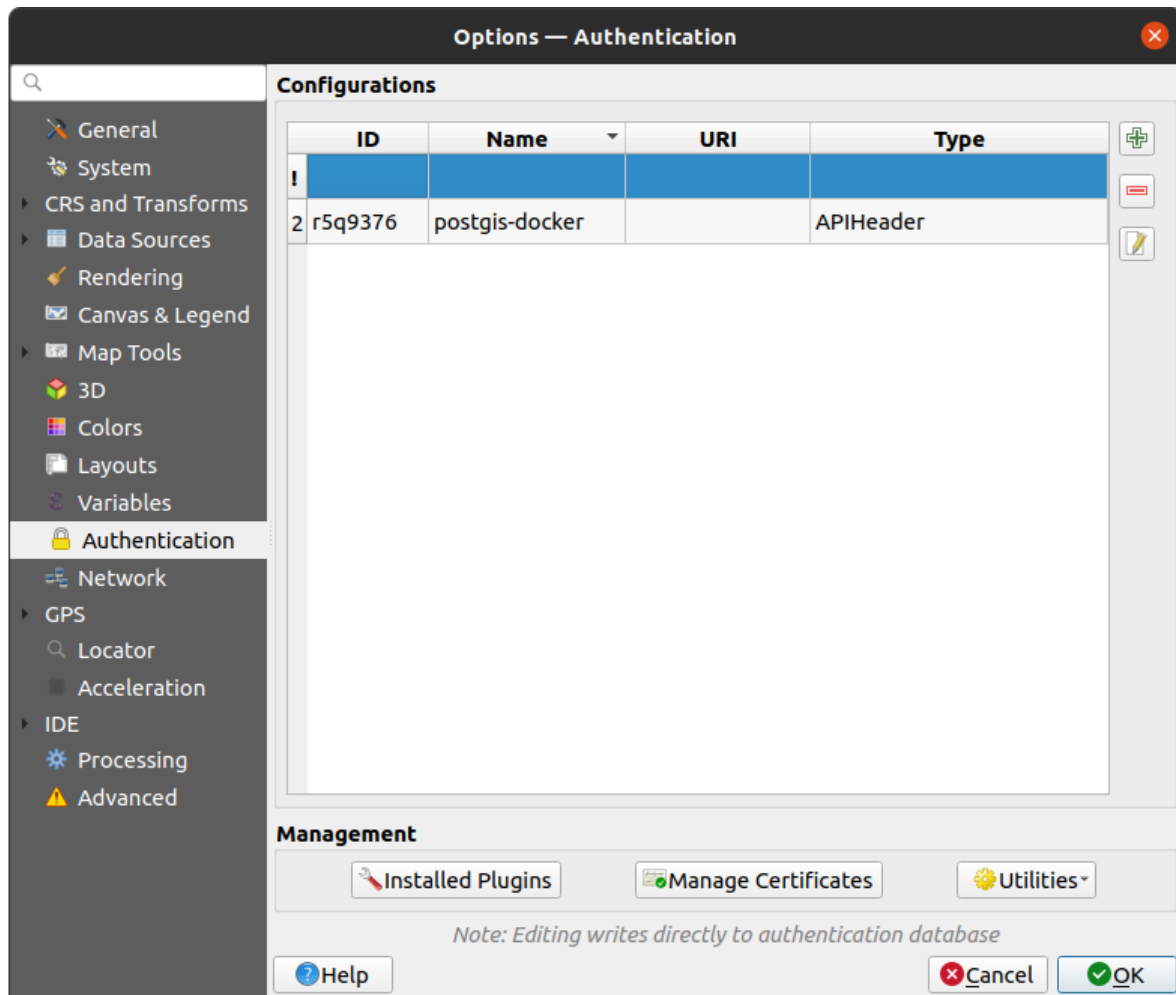 Options — Authentication
Configurations
General
System
CRS and Transforms
Data Sources
Rendering
Canvas & Legend
Map Tools
3D
Colors
Layouts
Variables
Authentication
Network
GPS
Locator
Acceleration
IDE
Processing
Advanced
ID Name URI Type
!
2 r5q9376 postgis-docker APIHeader
Management
Installed Plugins Manage Certificates Utilities
Note: Editing writes directly to authentication database
Help Cancel OK